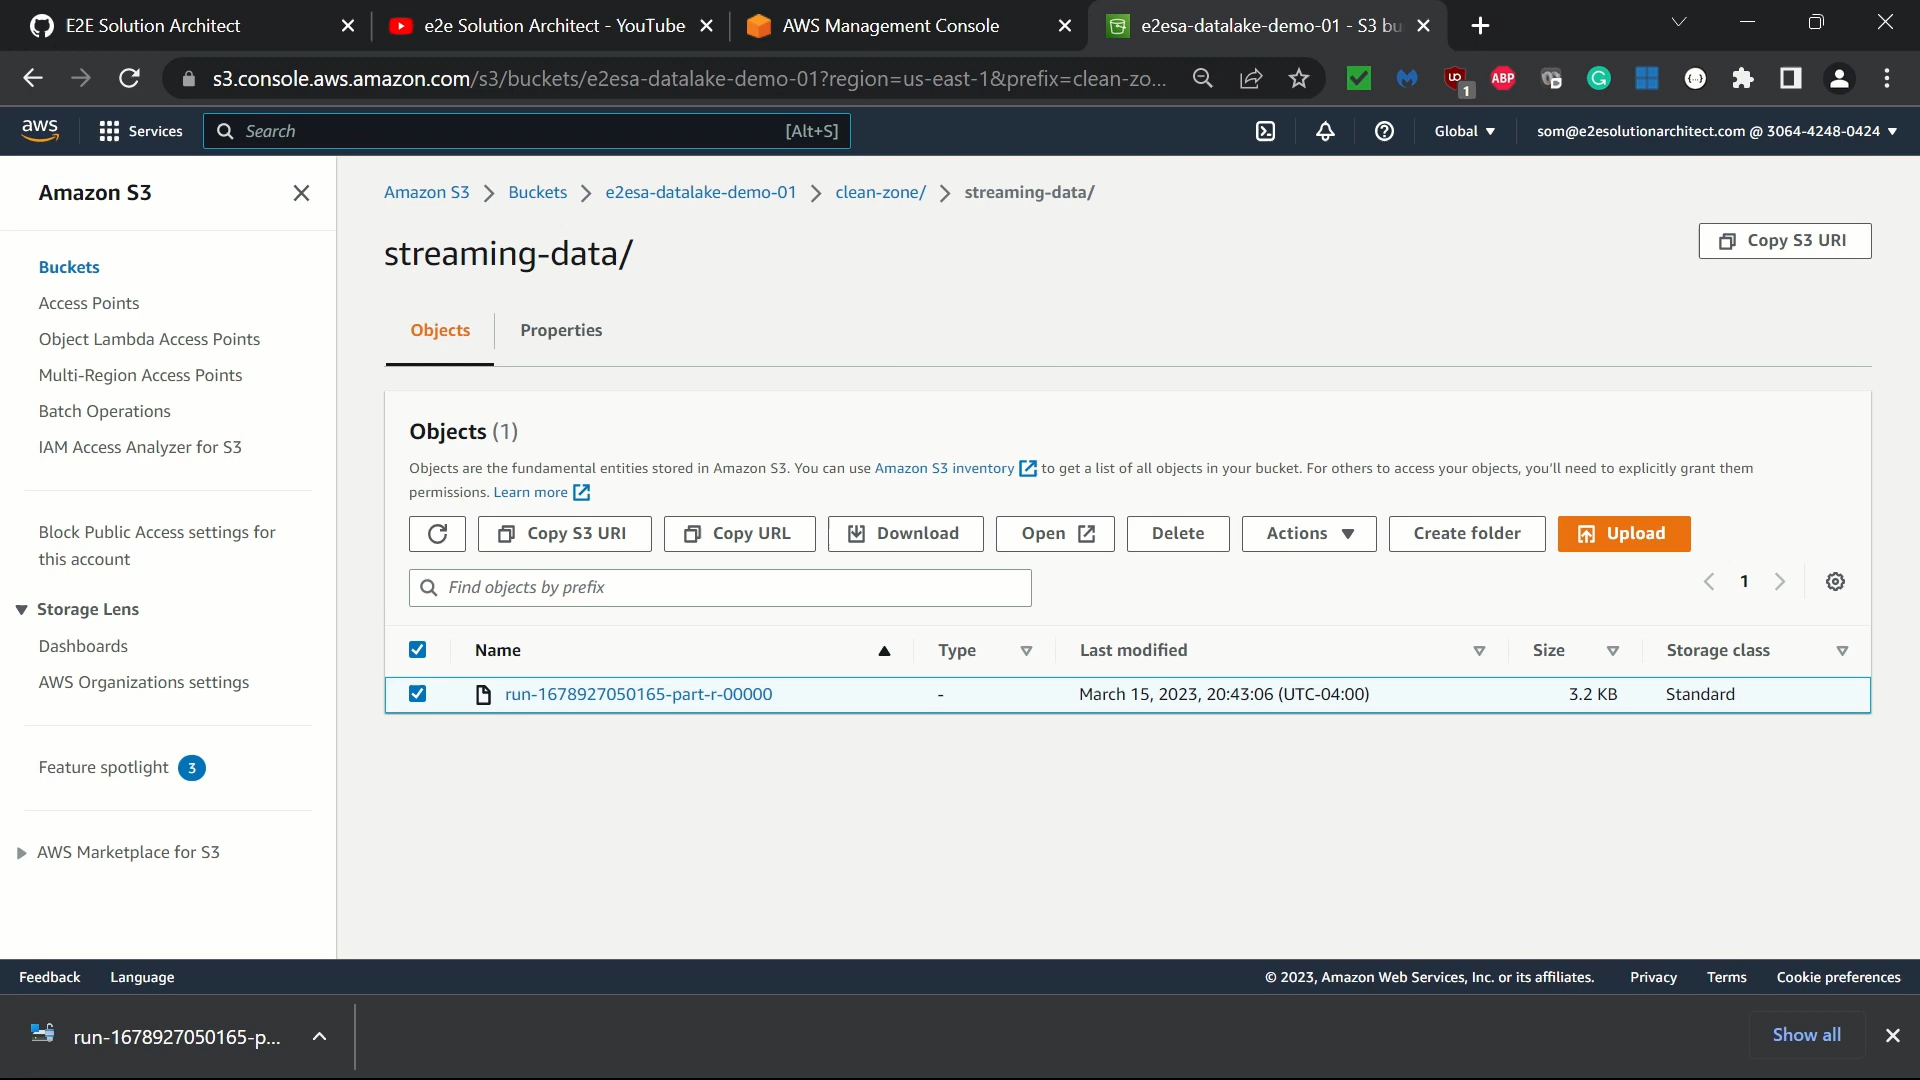 E2E Solution Architect
e2e Solution Architect - YouTube
AWS Management Console
e2esa-datalake-demo-01 - S3 bu
s3.console.aws.amazon.com/s3/buckets/e2esa-datalake-demo-01?region=us-east-1&prefix=clean-zo...
1
ABP
aws
Services
Search
[Alt+S]
Global
som@e2esolutionarchitect.com @ 3064-4248-0424
Amazon S3
Buckets
Access Points
Object Lambda Access Points
Multi-Region Access Points
Batch Operations
IAM Access Analyzer for S3
Block Public Access settings for
this account
Storage Lens
Dashboards
AWS Organizations settings
Feature spotlight 3
AWS Marketplace for S3
Amazon S3 > Buckets > e2esa-datalake-demo-01 > clean-zone/ > streaming-data/
streaming-data/
Copy S3 URI
Objects
Properties
Objects (1)
Objects are the fundamental entities stored in Amazon S3. You can use Amazon S3 inventory to get a list of all objects in your bucket. For others to access your objects, you'll need to explicitly grant them
permissions. Learn more
Copy S3 URI
Copy URL
Download
Open
Delete
Actions
Create folder
Upload
Find objects by prefix
1
Name Type Last modified Size Storage class
run-1678927050165-part-r-00000 - March 15, 2023, 20:43:06 (UTC-04:00) 3.2 KB Standard
Feedback
Language
© 2023, Amazon Web Services, Inc. or its affiliates.
Privacy
Terms
Cookie preferences
run-1678927050165-p...
Show all